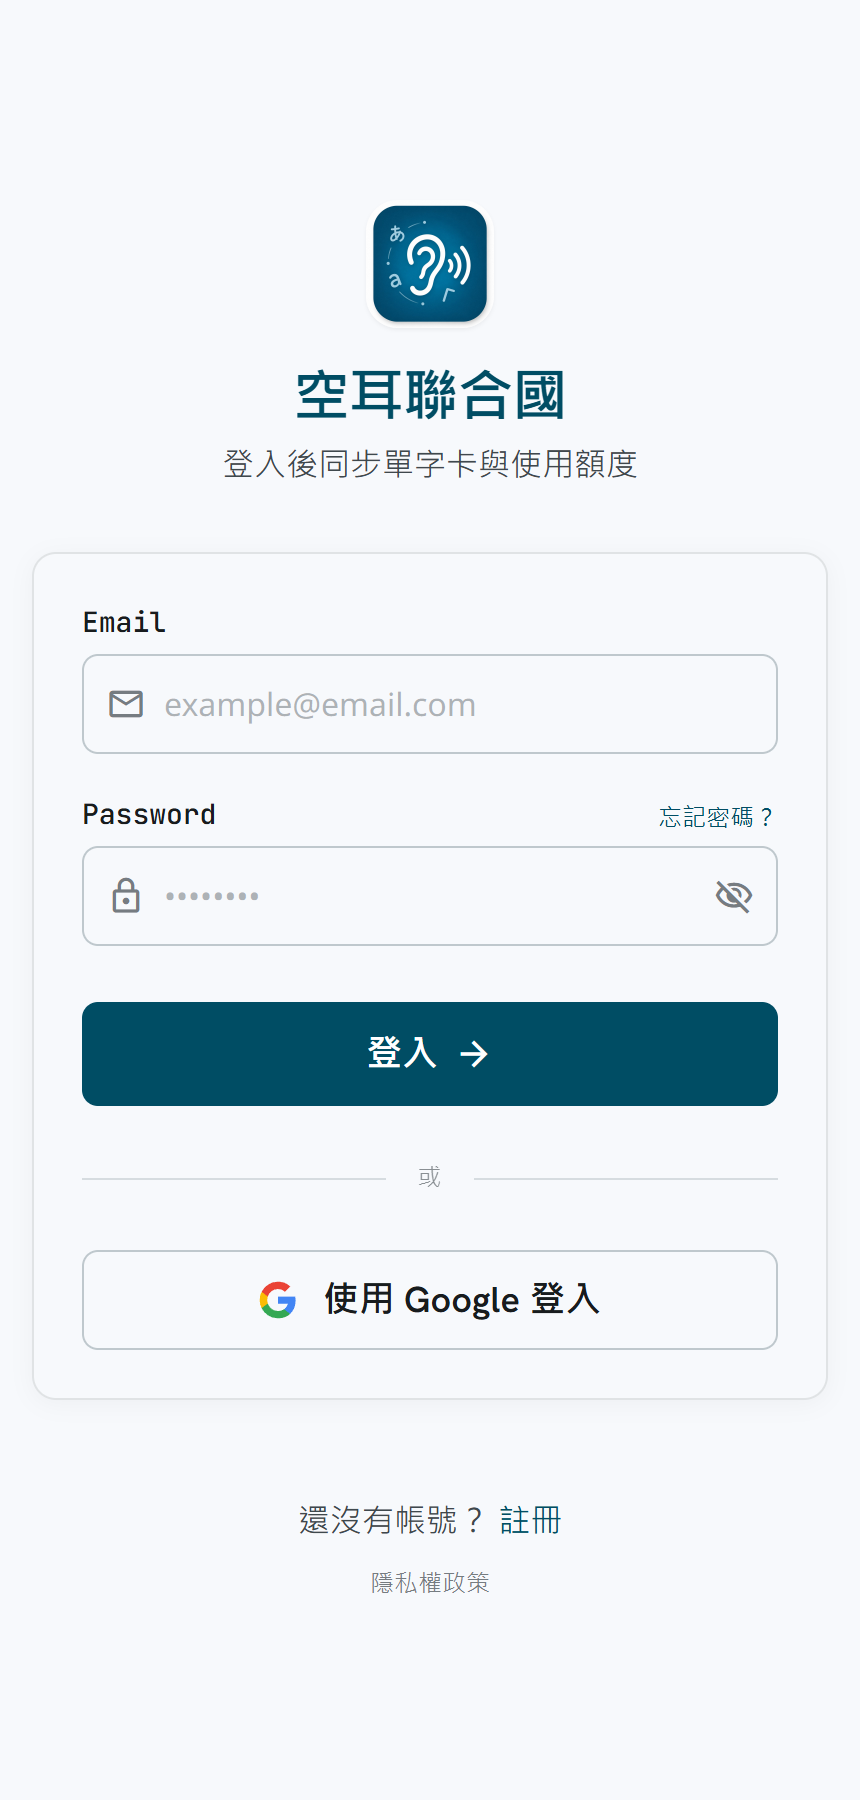 あ
a
空耳聯合國
登入後同步單字卡與使用額度
Email
example@email.com
Password
忘記密碼？
••••••••
登入 →
或
使用 Google 登入
還沒有帳號？ 註冊
隱私權政策